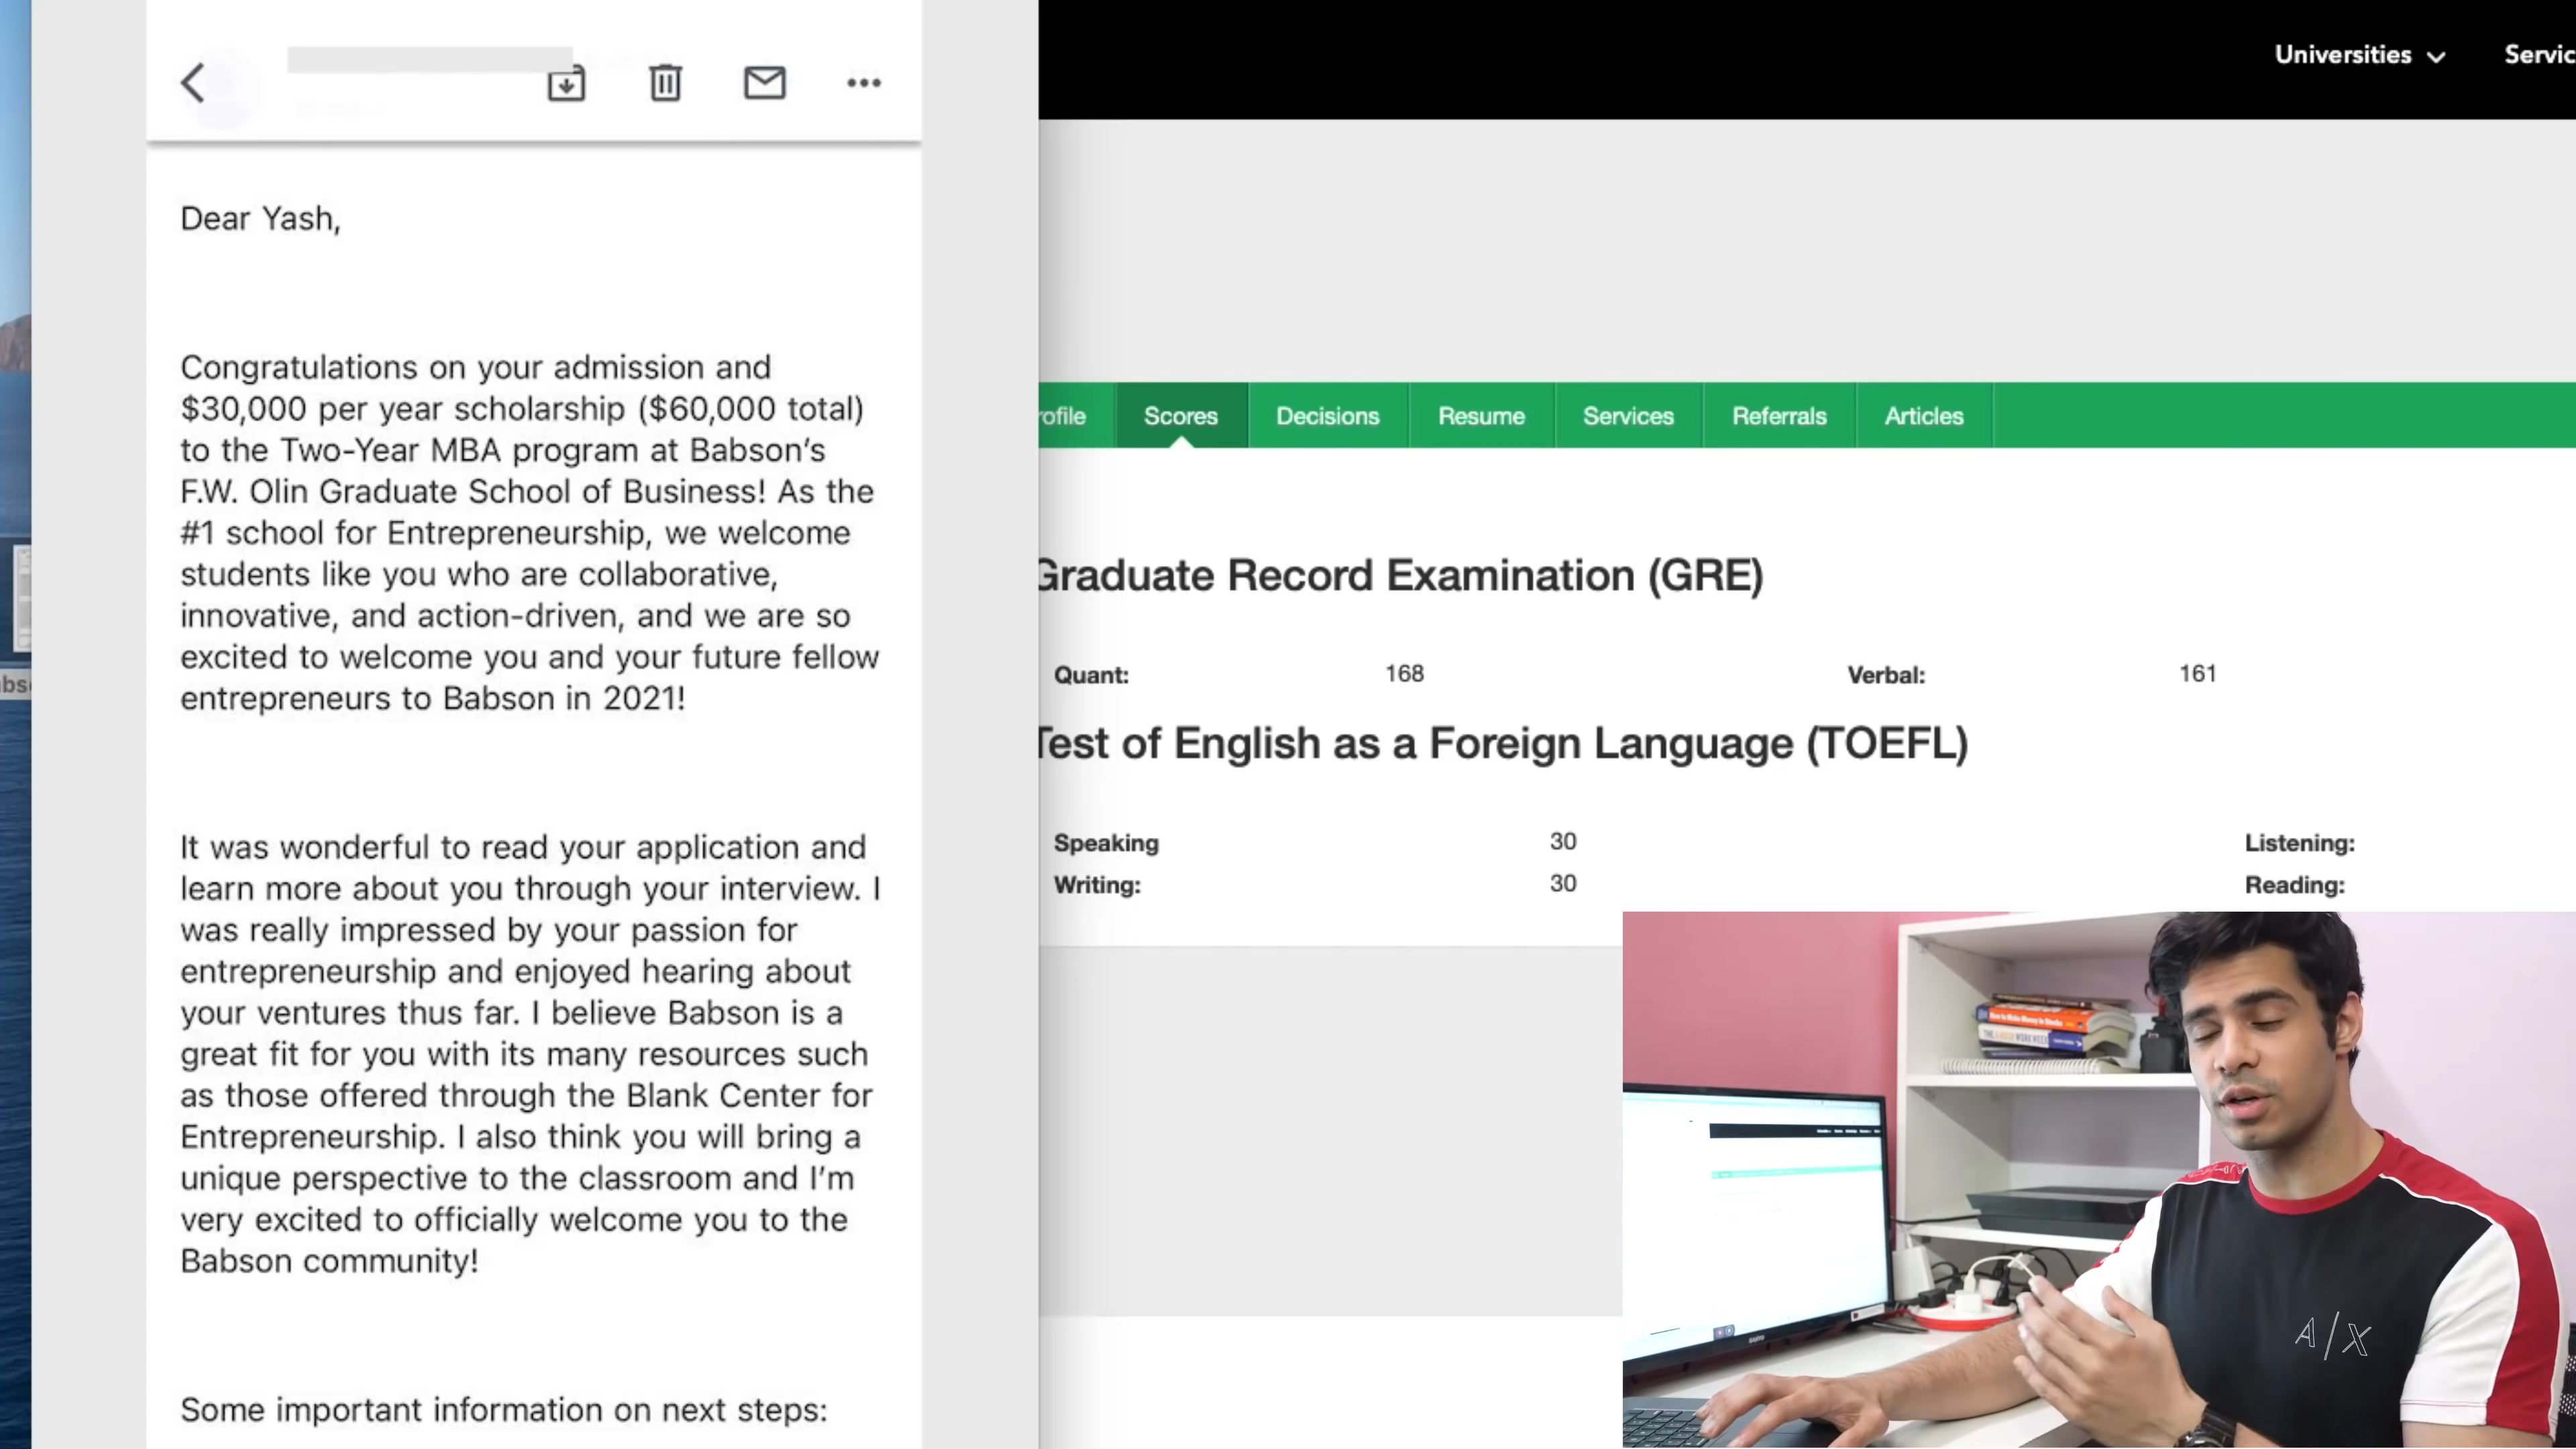 Dear Yash,
Congratulations on your admission and
$30,000 per year scholarship ($60,000 total)
to the Two-Year MBA program at Babson's
F.W. Olin Graduate School of Business! As the
#1 school for Entrepreneurship, we welcome
students like you who are collaborative,
innovative, and action-driven, and we are so
excited to welcome you and your future fellow
entrepreneurs to Babson in 2021!
It was wonderful to read your application and
learn more about you through your interview. I
was really impressed by your passion for
entrepreneurship and enjoyed hearing about
your ventures thus far. I believe Babson is a
great fit for you with its many resources such
as those offered through the Blank Center for
Entrepreneurship. I also think you will bring a
unique perspective to the classroom and I'm
very excited to officially welcome you to the
Babson community!
Some important information on next steps:
Universities Servic
rofile Scores Decisions Resume Services Referrals Articles
Graduate Record Examination (GRE)
Quant: 168 Verbal: 161
Test of English as a Foreign Language (TOEFL)
Speaking 30 Listening:
Writing: 30 Reading:
How to Make Money in Stocks
WORK WEEK
A/X